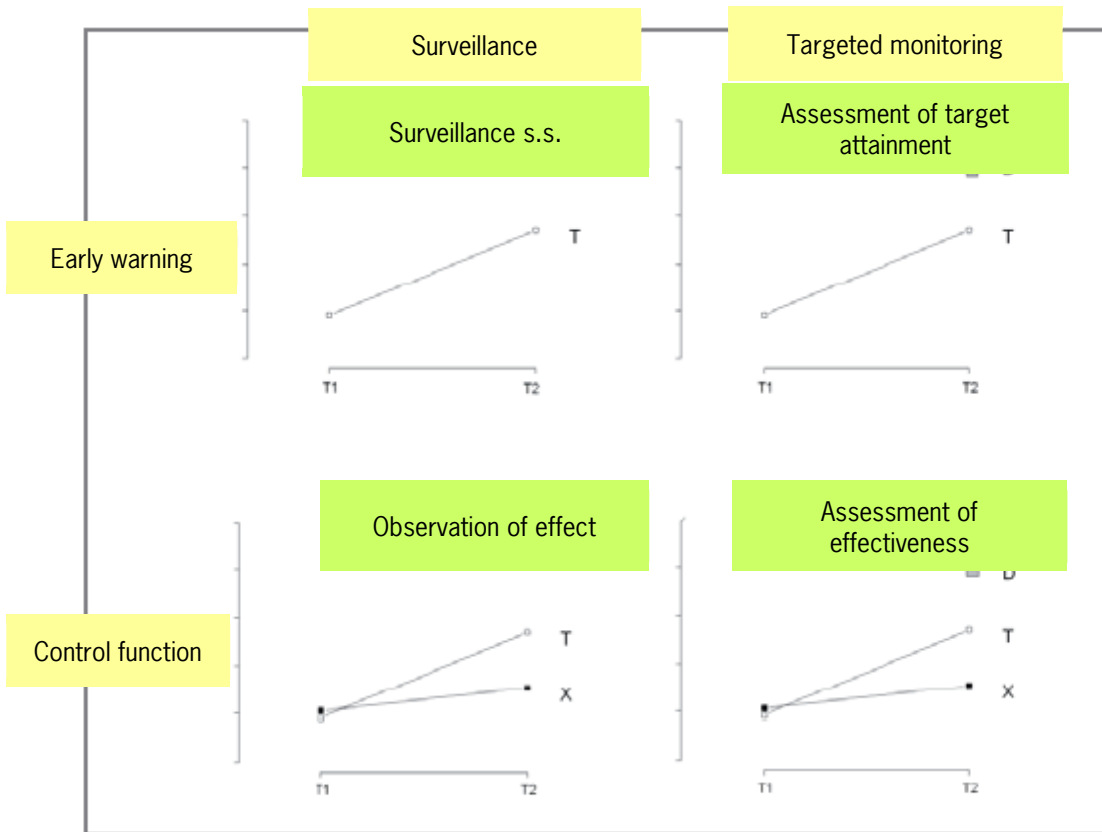 Surveillance
Targeted monitoring
Surveillance s.s.
Assessment of target
attainment
Early warning
T
T
T1
T2
T1
T2
Observation of effect
Assessment of
effectiveness
D
Control function
T
X
T
X
T1
T2
T1
T2